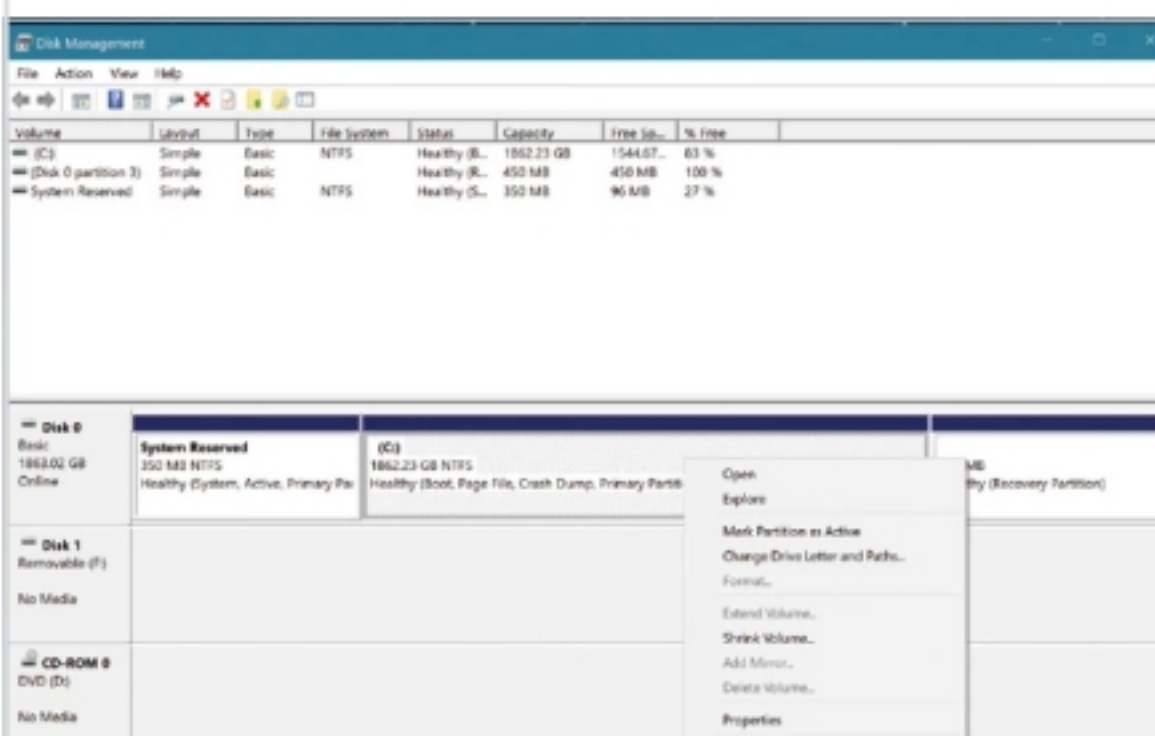 Disk Management
File Action View Help
Volume Layout Type File System Status Capacity Free Sp... % Free
(C:) Simple Basic NTFS Healthy (B... 1862.23 GB 1544.67... 83 %
(Disk 0 partition 3) Simple Basic Healthy (R... 450 MB 450 MB 100 %
System Reserved Simple Basic NTFS Healthy (S... 350 MB 96 MB 27 %
Disk 0
Basic
1863.02 GB
Online
System Reserved
350 MB NTFS
Healthy (System, Active, Primary Pa
(C:)
1862.23 GB NTFS
Healthy (Boot, Page File, Crash Dump, Primary Partiti
MB
thy (Recovery Partition)
Open
Explore
Mark Partition as Active
Change Drive Letter and Paths...
Format...
Extend Volume...
Shrink Volume...
Add Mirror...
Delete Volume...
Properties
Disk 1
Removable (F:)
No Media
CD-ROM 0
DVD (D:)
No Media